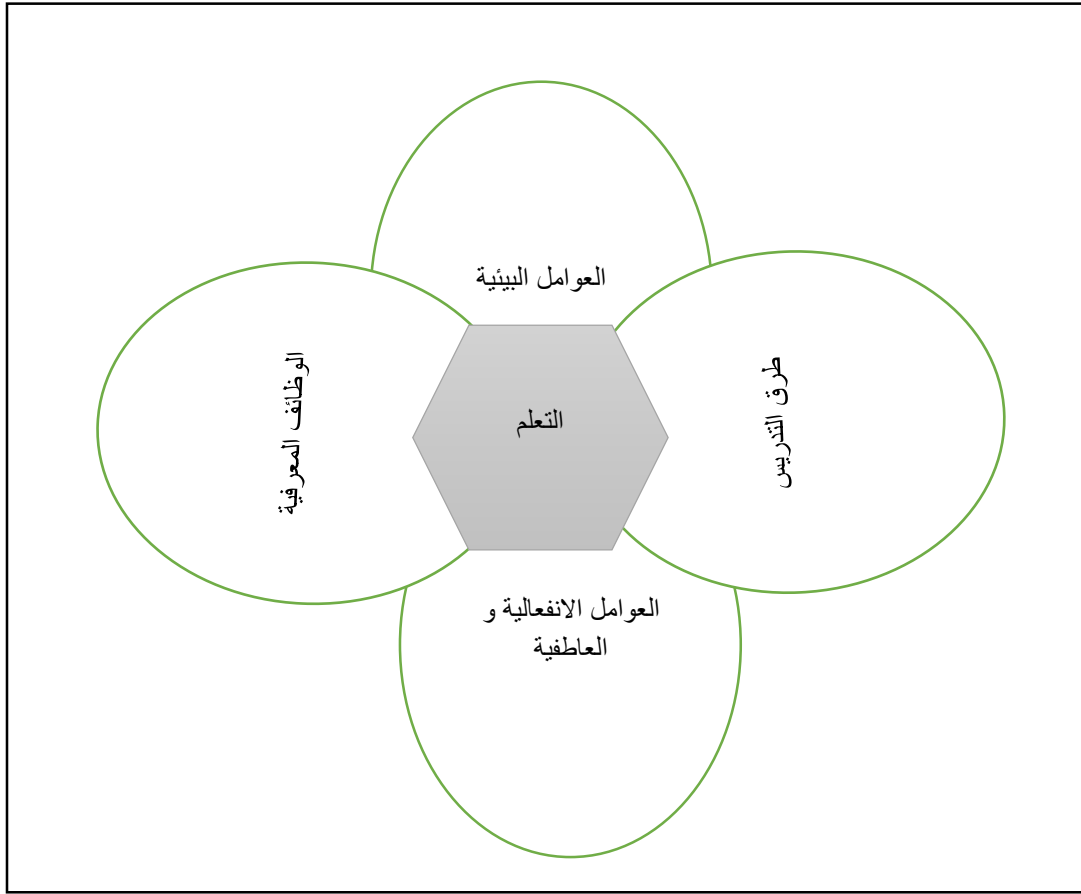 العوامل البيئية
طرق التدريس
التعلم
الوظائف المعرفية
العوامل الانفعالية و
العاطفية